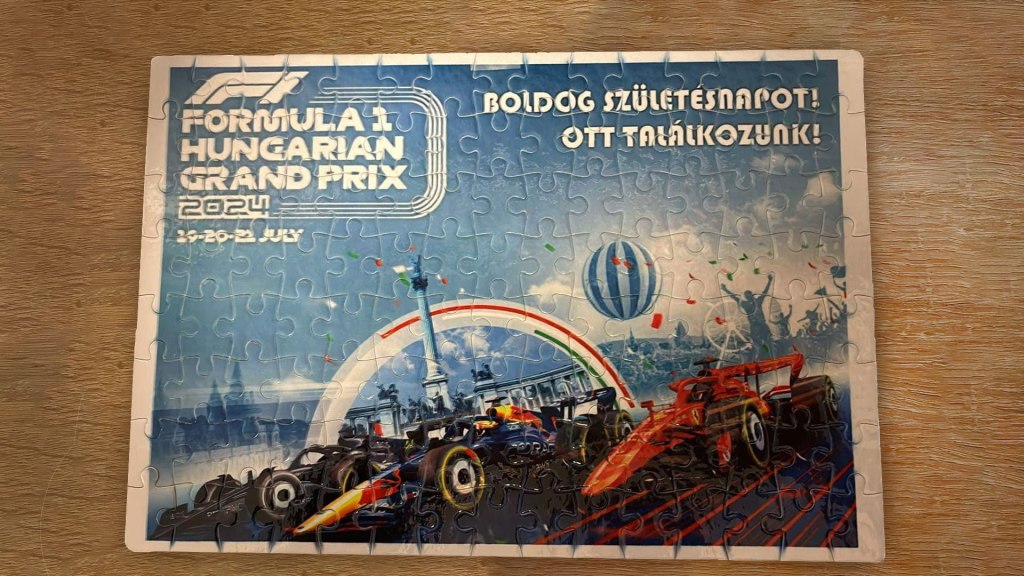 FORMULA 1
HUNGARIAN
GRAND PRIX
2024
19-20-21 JULY
BOLDOG SZÜLETÉSNAPOT!
OTT TALÁLKOZUNK!